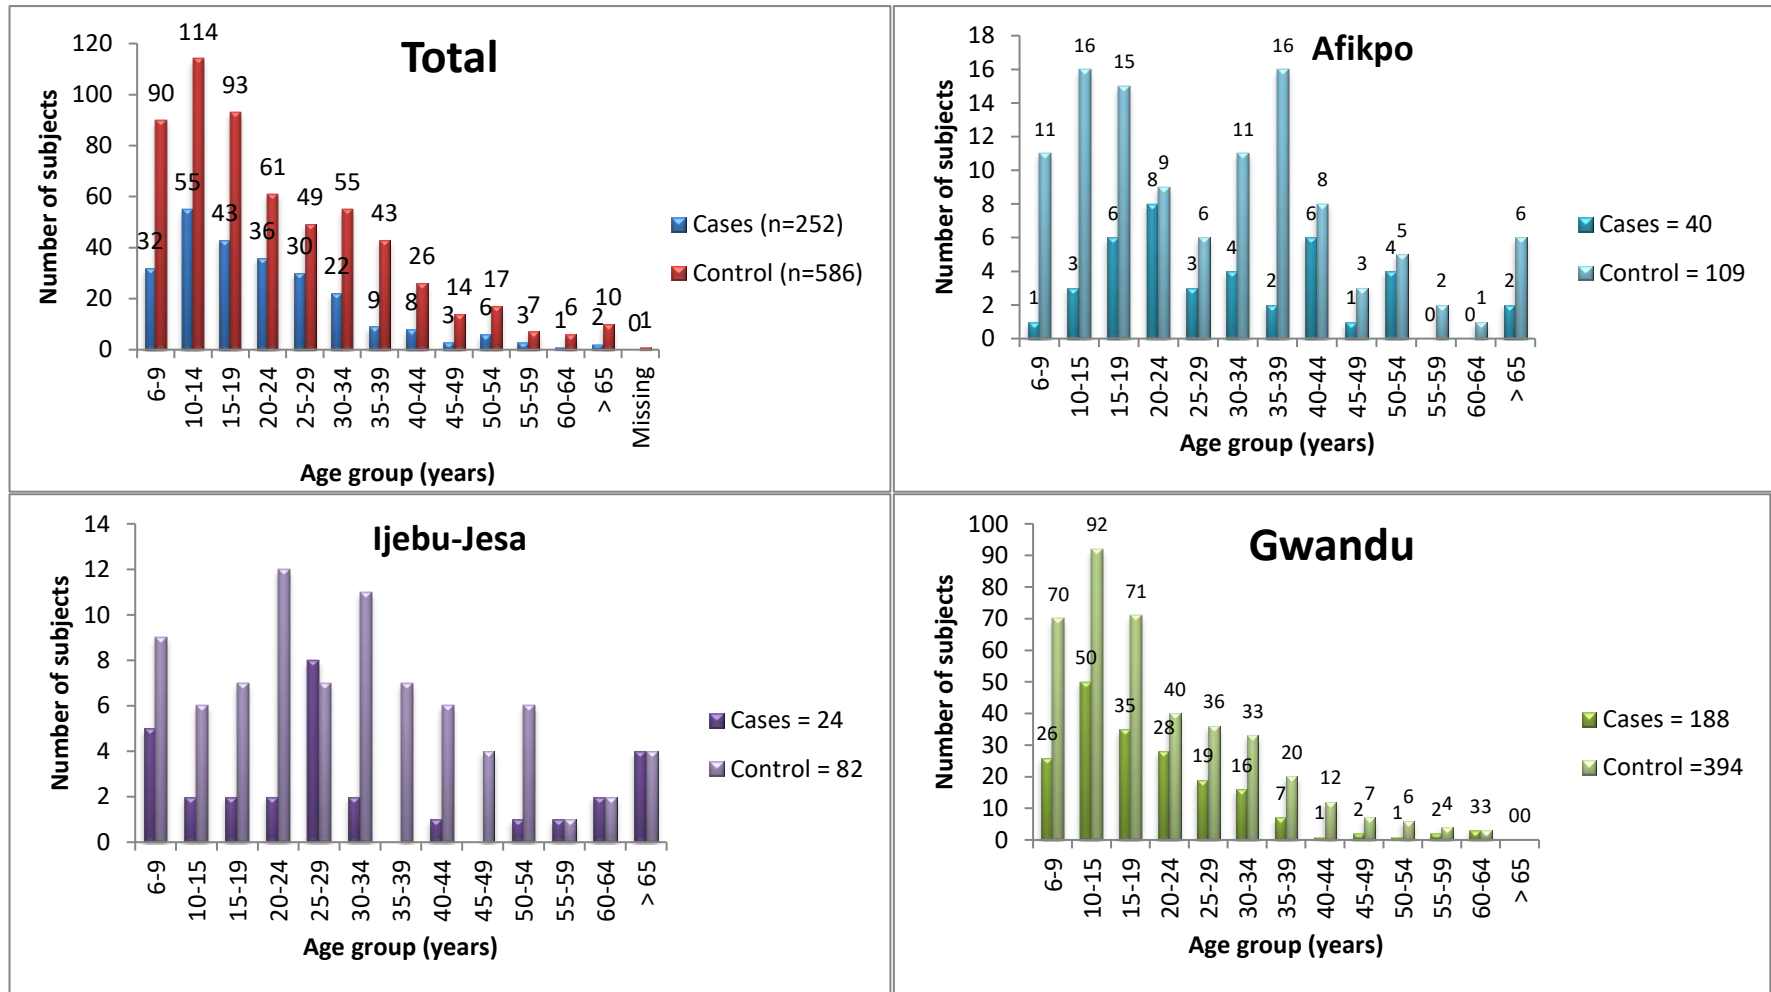 Total
Number of subjects
120
100
80
60
40
20
0
90 114 93 61 49 55 43 26 14 17 7 6 10 1
32 55 43 36 30 22 9 8 3 6 3 1 2 0
6-9 10-14 15-19 20-24 25-29 30-34 35-39 40-44 45-49 50-54 55-59 60-64 > 65 Missing
Age group (years)
Cases (n=252)
Control (n=586)
Afikpo
Number of subjects
18
16
14
12
10
8
6
4
2
0
11 16 15 9 6 11 16 8 3 5 2 1 6
1 3 6 8 3 4 2 6 1 4 0 0 2
6-9 10-15 15-19 20-24 25-29 30-34 35-39 40-44 45-49 50-54 55-59 60-64 > 65
Age group (years)
Cases = 40
Control = 109
Ijebu-Jesa
Number of subjects
14
12
10
8
6
4
2
0
6-9 10-15 15-19 20-24 25-29 30-34 35-39 40-44 45-49 50-54 55-59 60-64 > 65
Age group (years)
Cases = 24
Control = 82
Gwandu
Number of subjects
100
90
80
70
60
50
40
30
20
10
0
70 92 71 40 36 33 20 12 7 6 4 3 0
26 50 35 28 19 16 7 1 2 1 2 3 0
6-9 10-15 15-19 20-24 25-29 30-34 35-39 40-44 45-49 50-54 55-59 60-64 > 65
Age group (years)
Cases = 188
Control =394